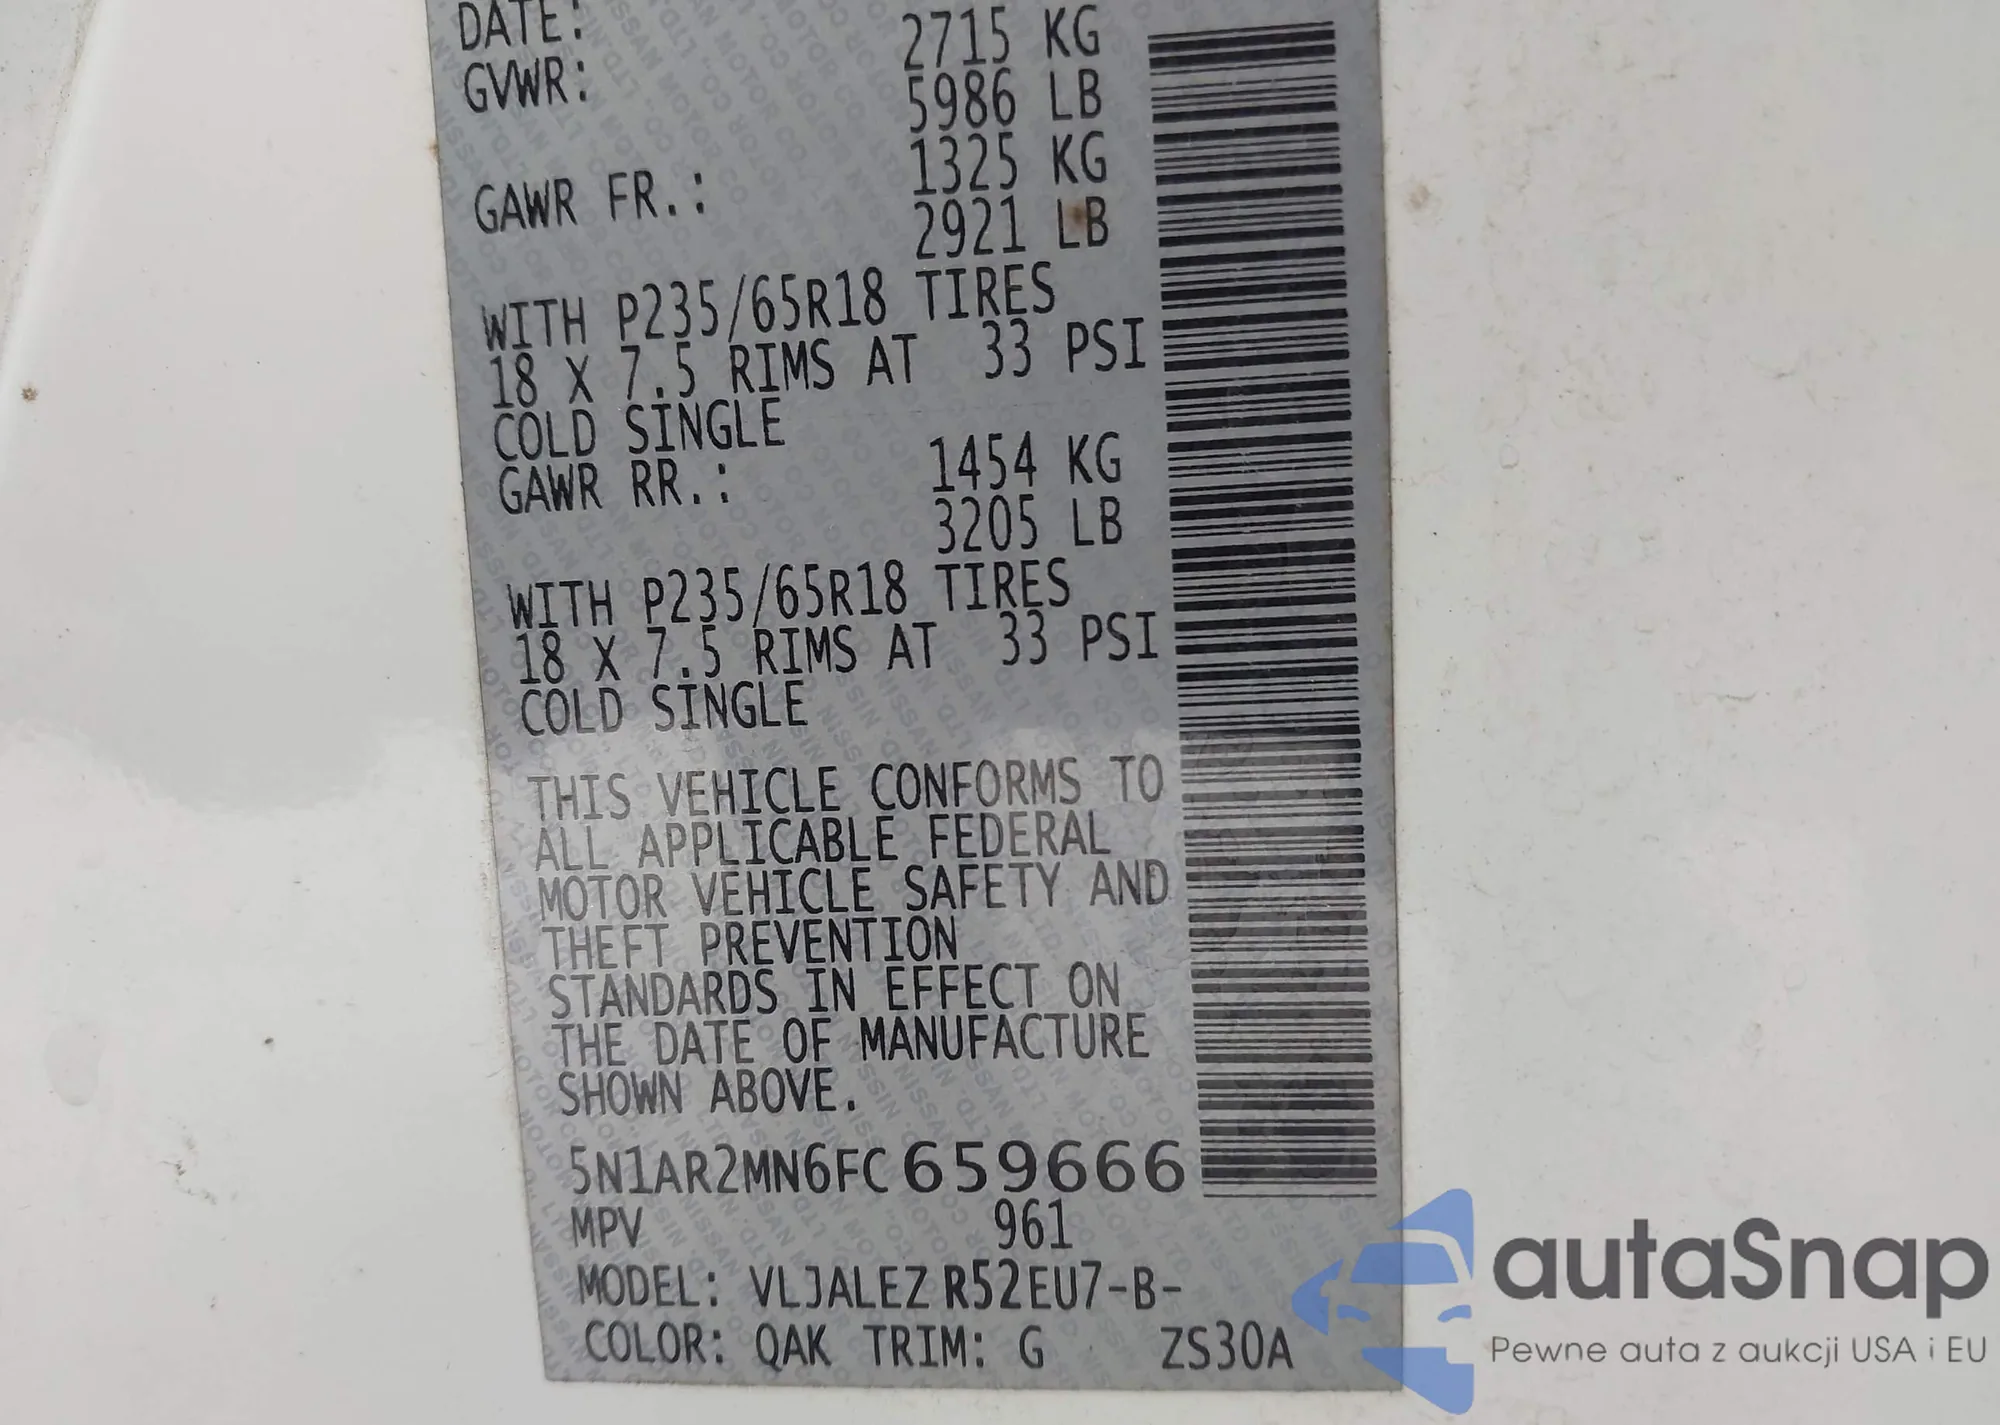 DATE:
2715 KG
GVWR:
5986 LB
1325 KG
GAWR FR.:
2921 LB
WITH P235/65R18 TIRES
18 X 7.5 RIMS AT 33 PSI
COLD SINGLE
1454 KG
GAWR RR.:
3205 LB
WITH P235/65R18 TIRES
18 X 7.5 RIMS AT 33 PSI
COLD SINGLE
THIS VEHICLE CONFORMS TO
ALL APPLICABLE FEDERAL
MOTOR VEHICLE SAFETY AND
THEFT PREVENTION
STANDARDS IN EFFECT ON
THE DATE OF MANUFACTURE
SHOWN ABOVE.
5N1AR2MN6FC659666
MPV 961
MODEL: VLJALEZ R52EU7-B-
COLOR: QAK TRIM: G ZS30A
autoSnap
Pewne auta z aukcji USA i EU